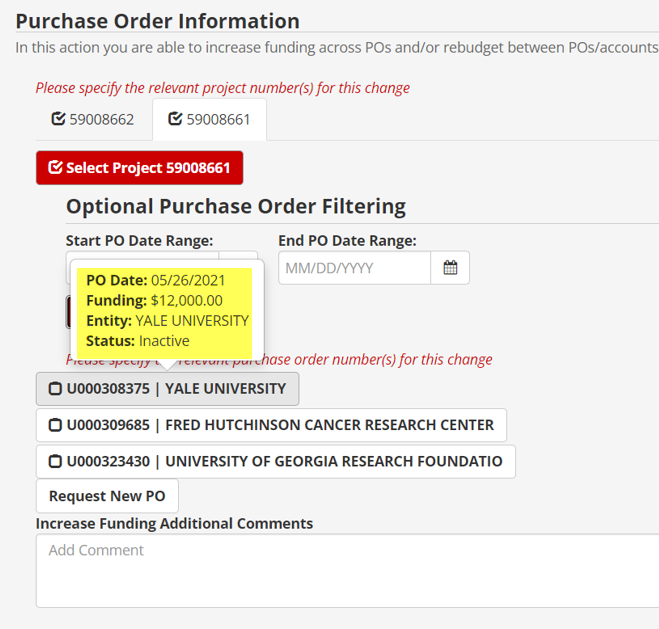 Purchase Order Information
In this action you are able to increase funding across POs and/or rebudget between POs/accounts
Please specify the relevant project number(s) for this change
59008662
59008661
Select Project 59008661
Optional Purchase Order Filtering
Start PO Date Range:
End PO Date Range:
MM/DD/YYYY
PO Date: 05/26/2021
Funding: $12,000.00
Entity: YALE UNIVERSITY
Status: Inactive
Please specify relevant purchase order number(s) for this change
U000308375 | YALE UNIVERSITY
U000309685 | FRED HUTCHINSON CANCER RESEARCH CENTER
U000323430 | UNIVERSITY OF GEORGIA RESEARCH FOUNDATIO
Request New PO
Increase Funding Additional Comments
Add Comment